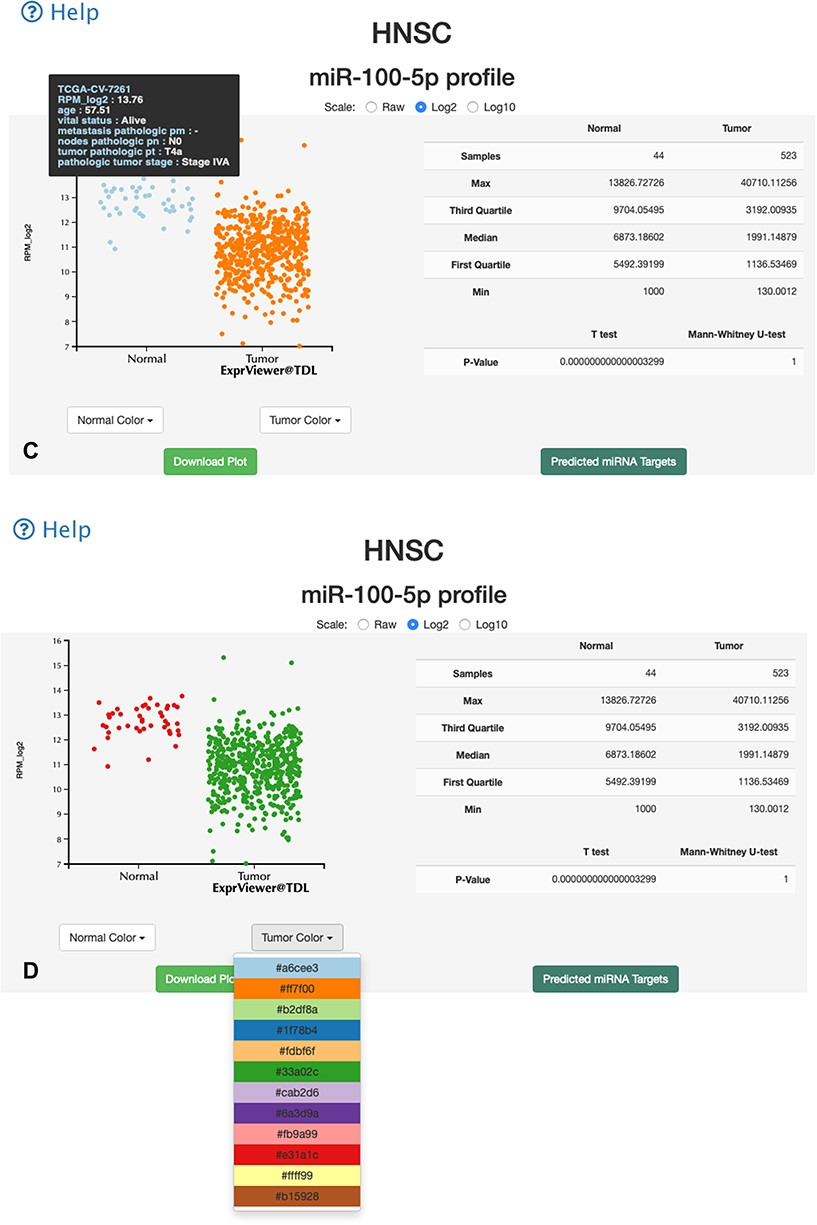 Help
HNSC
miR-100-5p profile
Scale: Raw Log2 Log10
TCGA-CV-7261
RPM_log2 : 13.76
age : 57.51
vital status : Alive
metastasis pathologic pm : -
nodes pathologic pn : N0
tumor pathologic pt : T4a
pathologic tumor stage : Stage IVA
13
12
11
10
9
8
7
RPM_log2
Normal
Tumor
ExprViewer@TDL
Normal Tumor
Samples 44 523
Max 13826.72726 40710.11256
Third Quartile 9704.05495 3192.00935
Median 6873.18602 1991.14879
First Quartile 5492.39199 1136.53469
Min 1000 130.0012
T test Mann-Whitney U-test
P-Value 0.000000000000003299 1
Normal Color
Tumor Color
C
Download Plot
Predicted miRNA Targets
Help
HNSC
miR-100-5p profile
Scale: Raw Log2 Log10
16
15
14
13
12
11
10
9
8
7
RPM_log2
Normal
Tumor
ExprViewer@TDL
Normal Tumor
Samples 44 523
Max 13826.72726 40710.11256
Third Quartile 9704.05495 3192.00935
Median 6873.18602 1991.14879
First Quartile 5492.39199 1136.53469
Min 1000 130.0012
T test Mann-Whitney U-test
P-Value 0.000000000000003299 1
Normal Color
Tumor Color
D
Download Plo
Predicted miRNA Targets
#a6cee3
#ff7f00
#b2df8a
#1f78b4
#fdbf6f
#33a02c
#cab2d6
#6a3d9a
#fb9a99
#e31a1c
#ffff99
#b15928